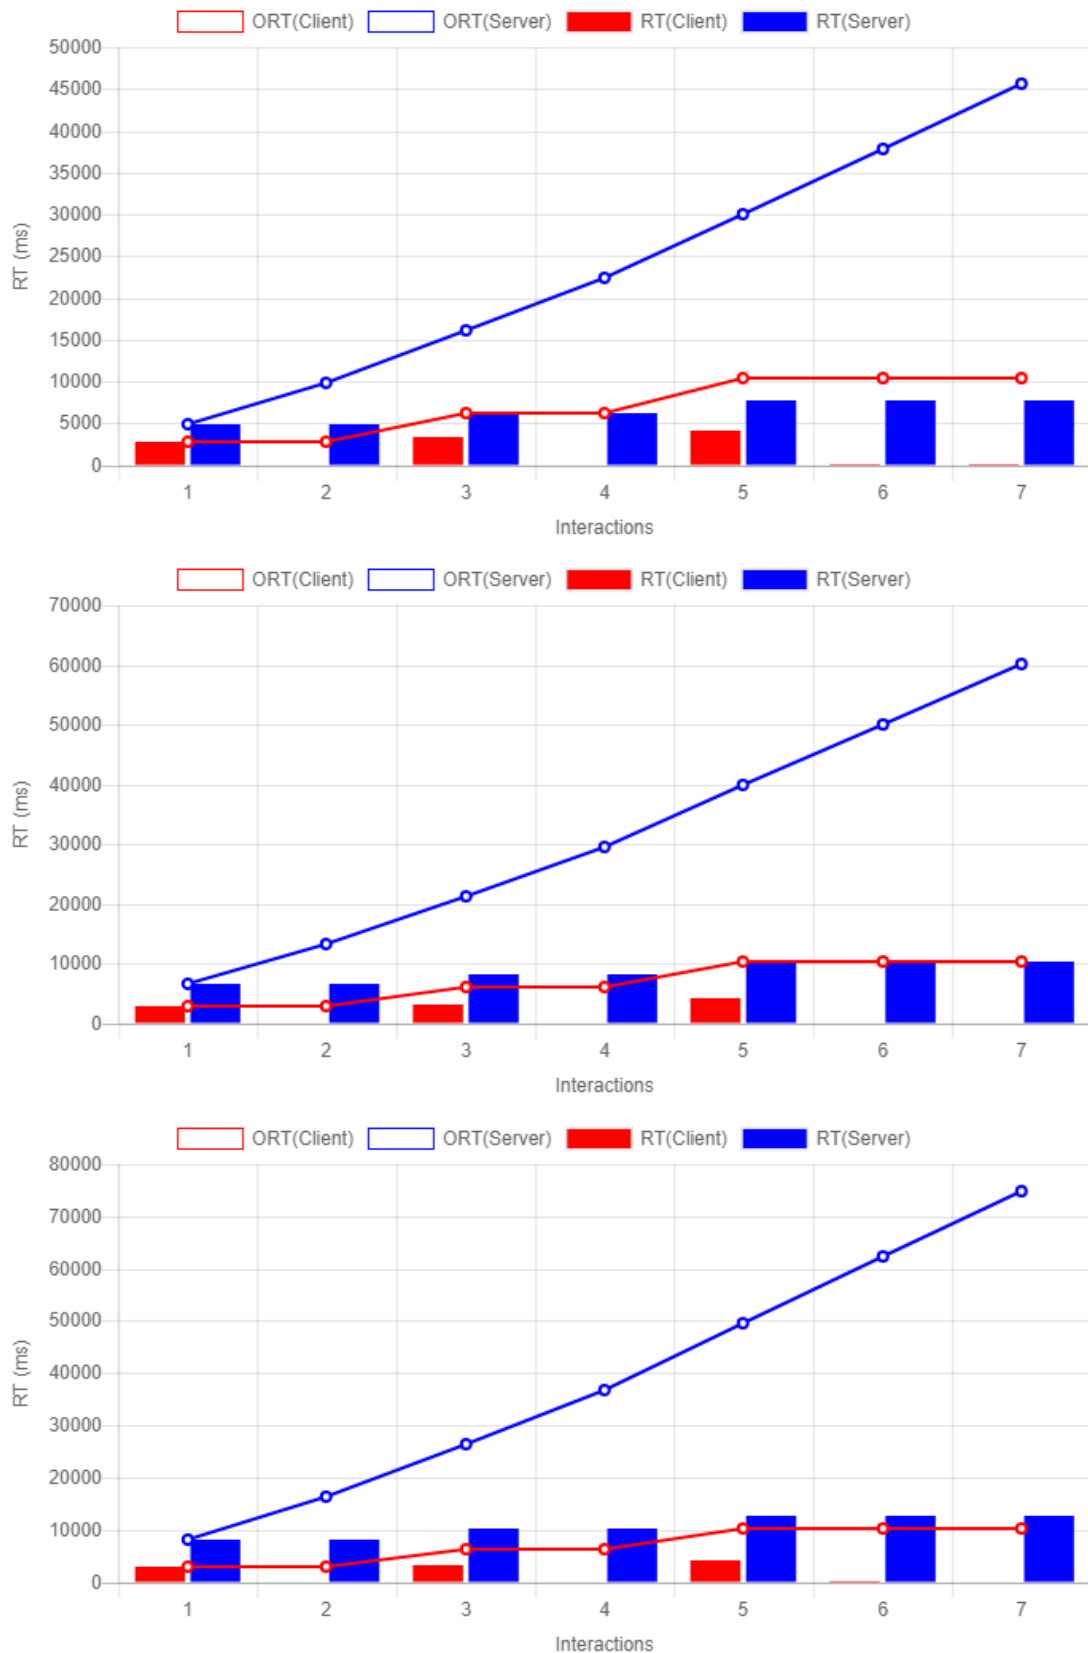 ORT(Client) ORT(Server) RT(Client) RT(Server)
50000
45000
40000
35000
30000
25000
20000
15000
10000
5000
0
RT (ms)
1 2 3 4 5 6 7
Interactions
ORT(Client) ORT(Server) RT(Client) RT(Server)
70000
60000
50000
40000
30000
20000
10000
0
RT (ms)
1 2 3 4 5 6 7
Interactions
ORT(Client) ORT(Server) RT(Client) RT(Server)
80000
70000
60000
50000
40000
30000
20000
10000
0
RT (ms)
1 2 3 4 5 6 7
Interactions